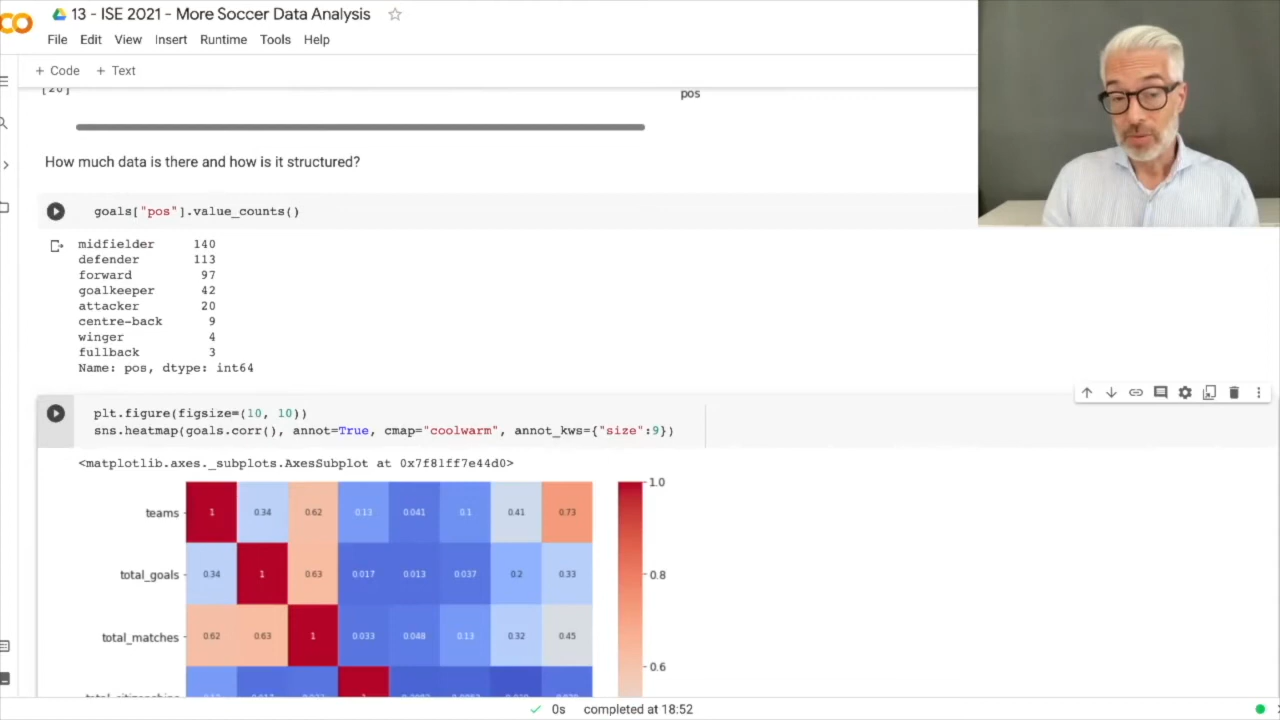 CO
13 - ISE 2021 - More Soccer Data Analysis
File Edit View Insert Runtime Tools Help
+ Code + Text
[20]
pos
How much data is there and how is it structured?
goals["pos"].value_counts()
midfielder 140
defender 113
forward 97
goalkeeper 42
attacker 20
centre-back 9
winger 4
fullback 3
Name: pos, dtype: int64
plt.figure(figsize=(10, 10))
sns.heatmap(goals.corr(), annot=True, cmap="coolwarm", annot_kws={"size":9})
<matplotlib.axes._subplots.AxesSubplot at 0x7f81ff7e44d0>
1.0
teams 1 0.34 0.62 0.13 0.041 0.1 0.41 0.73
total_goals 0.34 1 0.63 0.017 0.013 0.037 0.2 0.33
0.8
total_matches 0.62 0.63 1 0.033 0.048 0.13 0.32 0.45
0.6
0s completed at 18:52